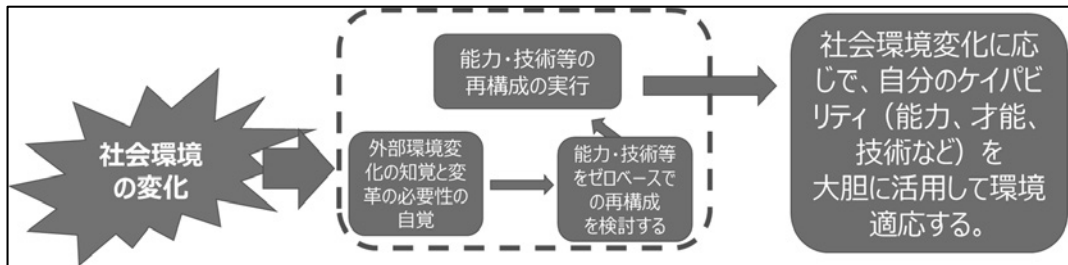 社会環境
の変化
外部環境変
化の知覚と変
革の必要性の
自覚
能力・技術等
をゼロベースで
の再構成
を検討する
能力・技術等の
再構成の実行
社会環境変化に応
じで、自分のケイパビ
リティ（能力、才能、
技術など）を
大胆に活用して環境
適応する。